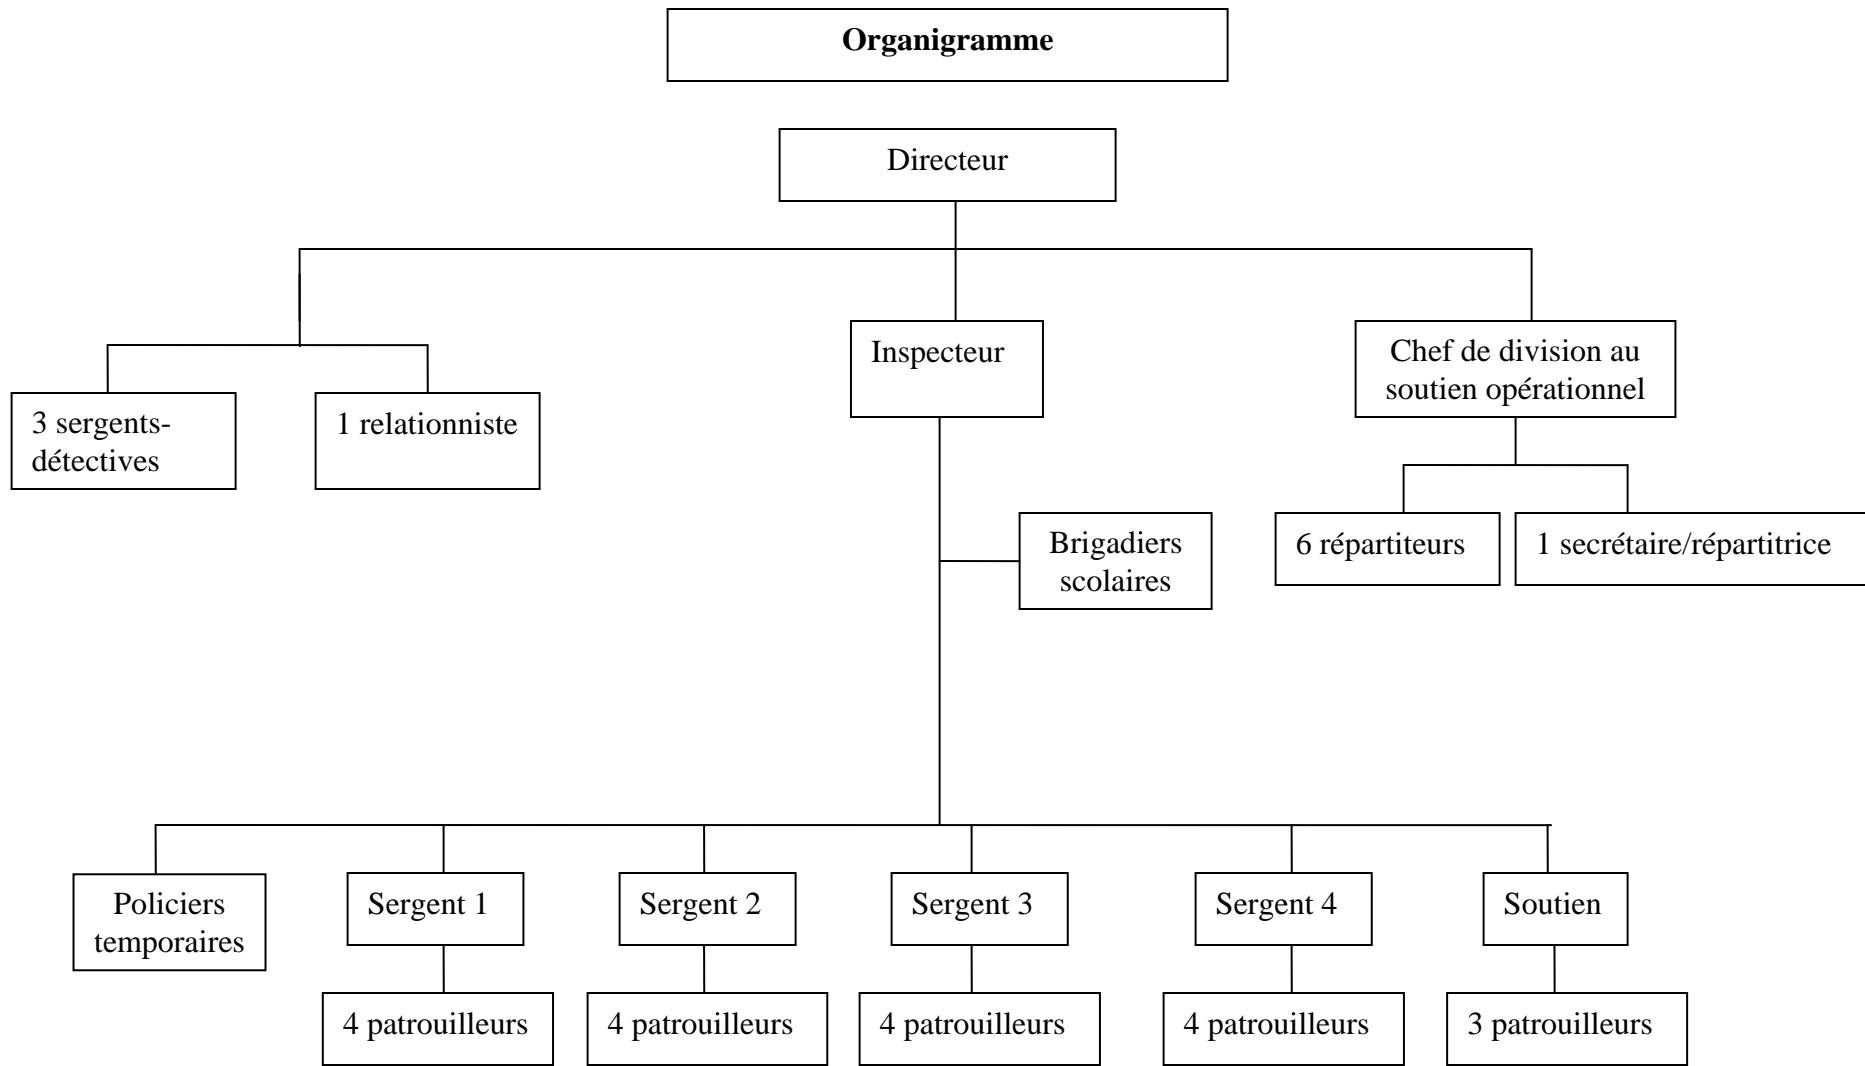 Organigramme
Directeur
Inspecteur
Chef de division au
soutien opérationnel
3 sergents-
détectives
1 relationniste
Brigadiers
scolaires
6 répartiteurs
1 secrétaire/répartitrice
Policiers
temporaires
Sergent 1
Sergent 2
Sergent 3
Sergent 4
Soutien
4 patrouilleurs
4 patrouilleurs
4 patrouilleurs
4 patrouilleurs
3 patrouilleurs